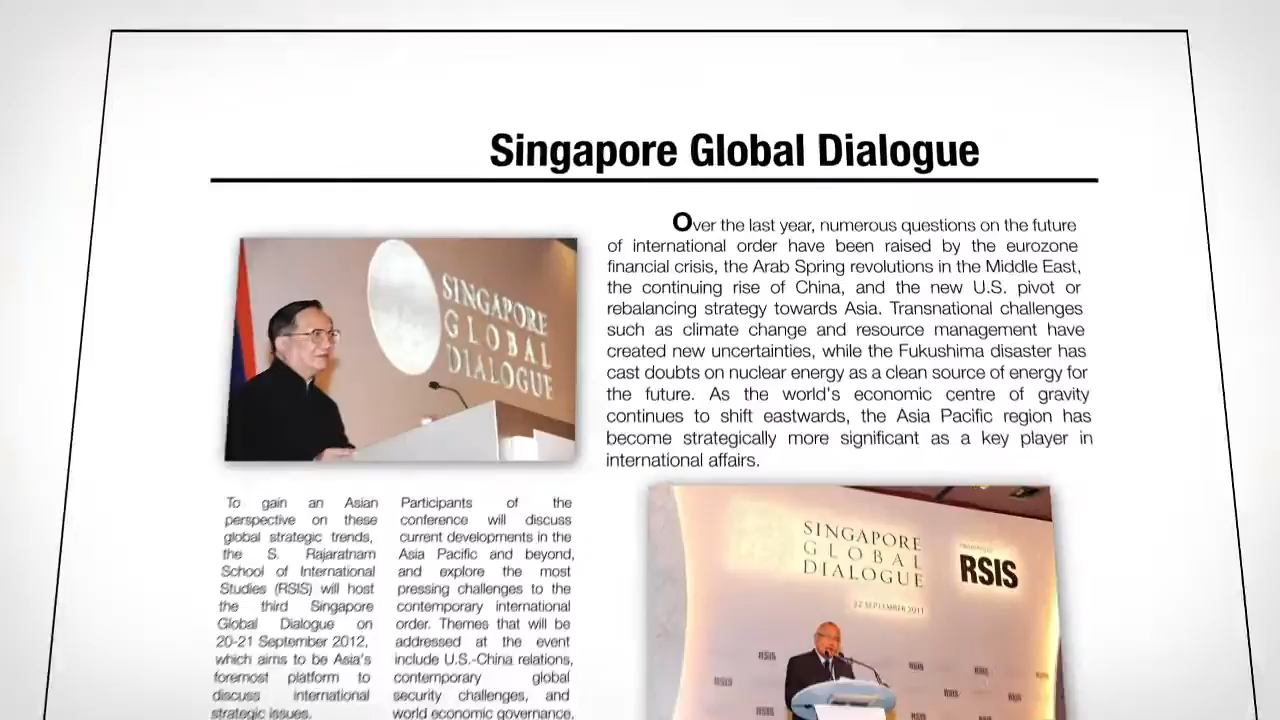 Singapore Global Dialogue
Over the last year, numerous questions on the future
of international order have been raised by the eurozone
financial crisis, the Arab Spring revolutions in the Middle East,
the continuing rise of China, and the new U.S. pivot or
rebalancing strategy towards Asia. Transnational challenges
such as climate change and resource management have
created new uncertainties, while the Fukushima disaster has
cast doubts on nuclear energy as a clean source of energy for
the future. As the world's economic centre of gravity
continues to shift eastwards, the Asia Pacific region has
become strategically more significant as a key player in
international affairs.
SINGAPORE
GLOBAL
DIALOGUE
To gain an Asian
perspective on these
global strategic trends,
the S. Rajaratnam
School of International
Studies (RSIS) will host
the third Singapore
Global Dialogue on
20-21 September 2012,
which aims to be Asia's
foremost platform to
discuss international
strategic issues.
Participants of the
conference will discuss
current developments in the
Asia Pacific and beyond,
and explore the most
pressing challenges to the
contemporary international
order. Themes that will be
addressed at the event
include U.S.-China relations,
contemporary global
security challenges, and
world economic governance.
SINGAPORE
GLOBAL
DIALOGUE
RSIS
22 SEPTEMBER 2011
RSIS
RSIS
RSIS
RSIS
RSIS
RSIS
RSIS
RSIS